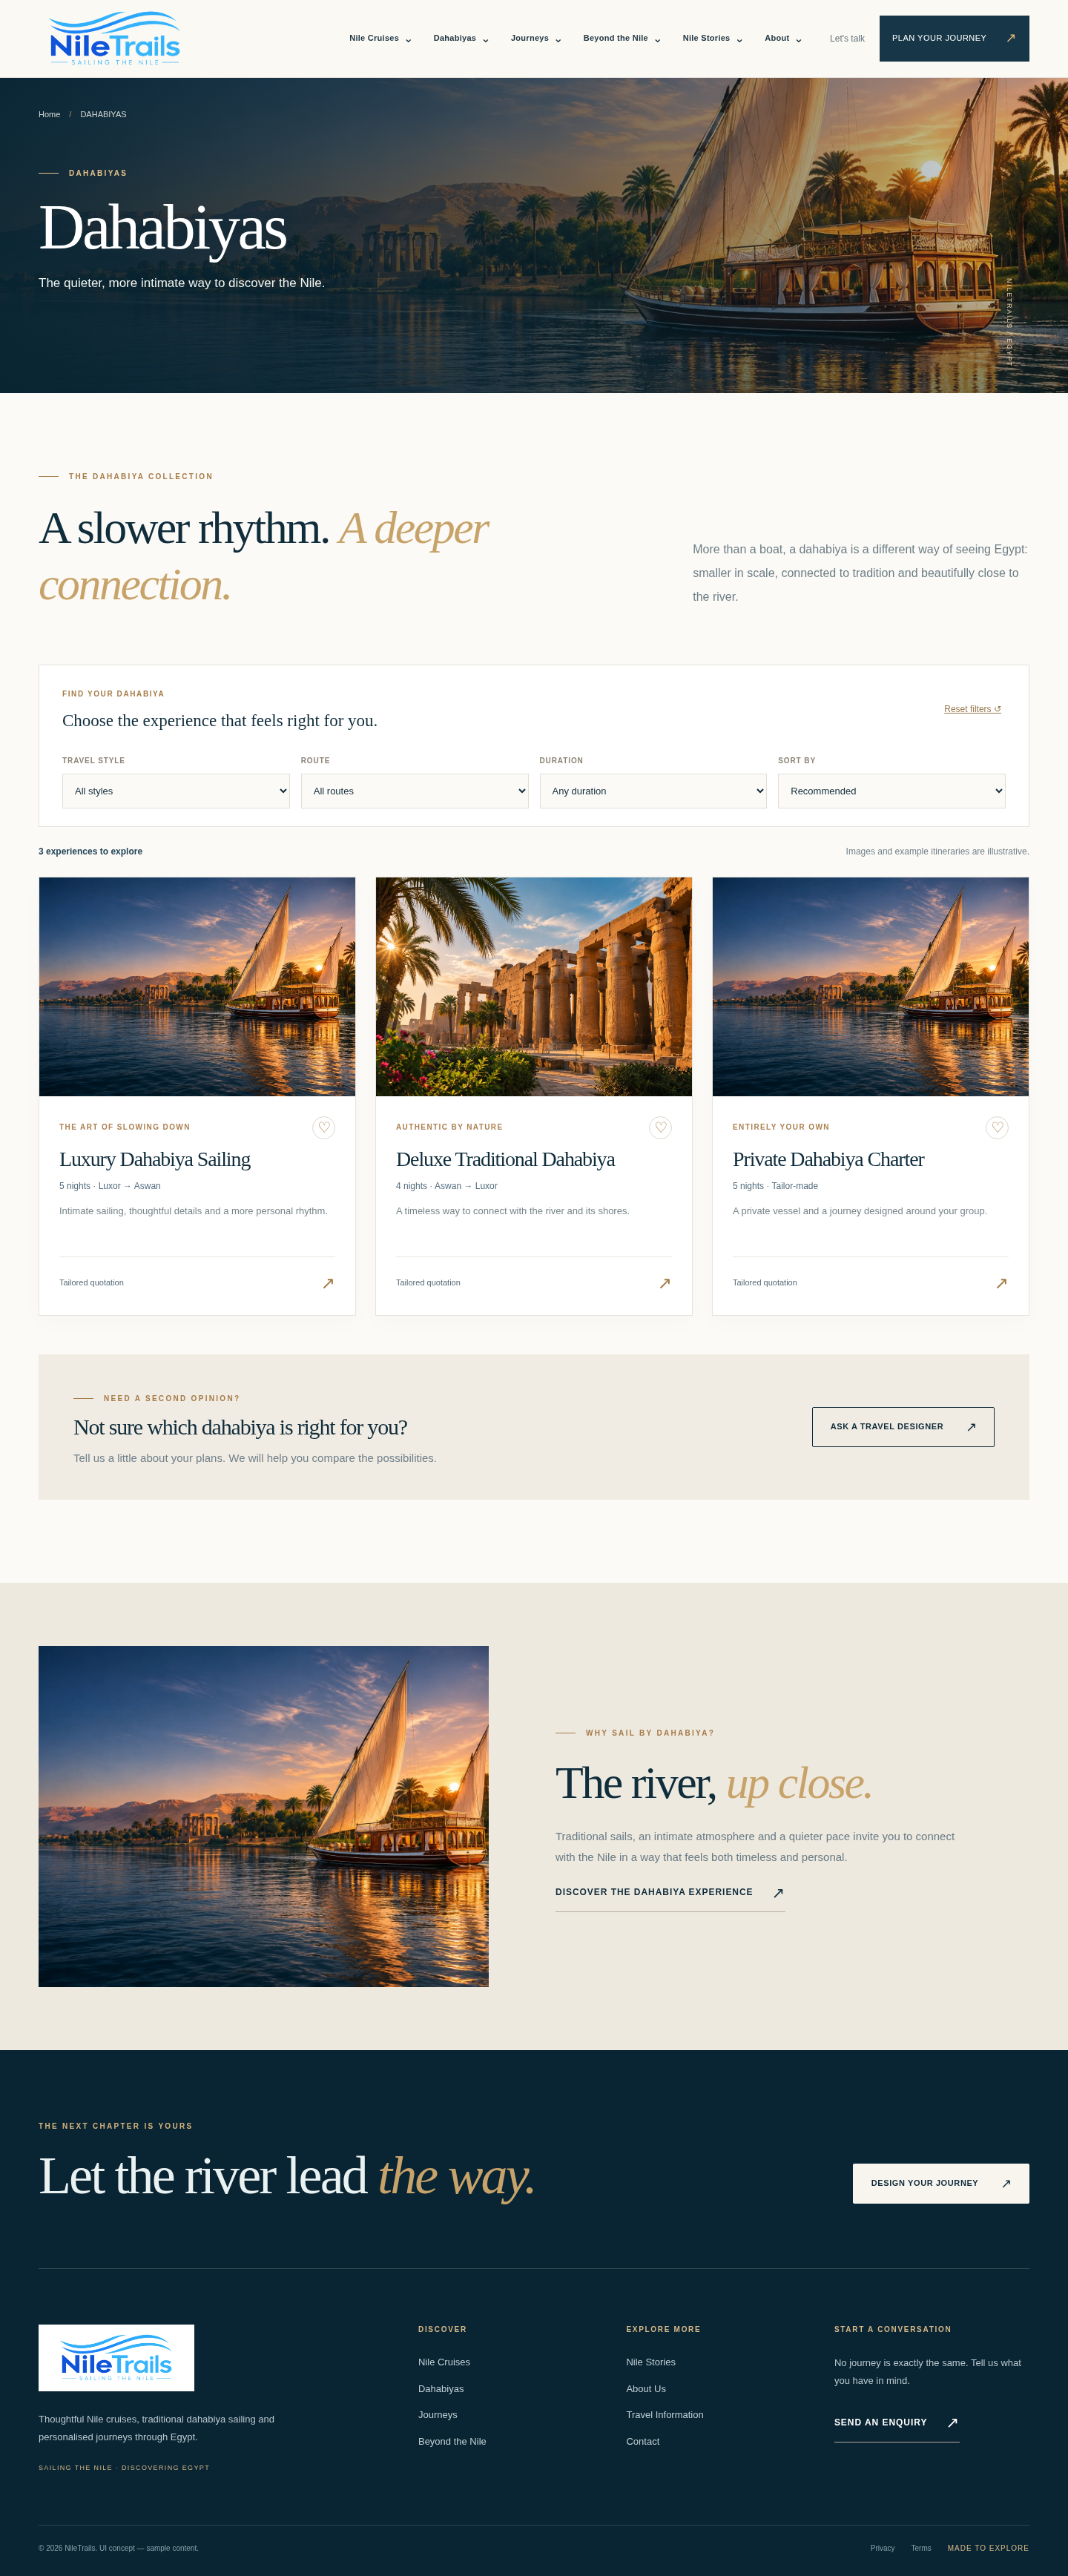 NileTrails
SAILING THE NILE
Nile Cruises
Dahabiyas
Journeys
Beyond the Nile
Nile Stories
About
Let's talk
PLAN YOUR JOURNEY ↗
Home / DAHABIYAS
DAHABIYAS
Dahabiyas
The quieter, more intimate way to discover the Nile.
THE DAHABIYA COLLECTION
A slower rhythm. A deeper
connection.
More than a boat, a dahabiya is a different way of seeing Egypt:
smaller in scale, connected to tradition and beautifully close to
the river.
FIND YOUR DAHABIYA
Choose the experience that feels right for you.
Reset filters ↺
TRAVEL STYLE
All styles
ROUTE
All routes
DURATION
Any duration
SORT BY
Recommended
3 experiences to explore
Images and example itineraries are illustrative.
THE ART OF SLOWING DOWN
Luxury Dahabiya Sailing
5 nights · Luxor → Aswan
Intimate sailing, thoughtful details and a more personal rhythm.
Tailored quotation ↗
AUTHENTIC BY NATURE
Deluxe Traditional Dahabiya
4 nights · Aswan → Luxor
A timeless way to connect with the river and its shores.
Tailored quotation ↗
ENTIRELY YOUR OWN
Private Dahabiya Charter
5 nights · Tailor-made
A private vessel and a journey designed around your group.
Tailored quotation ↗
NEED A SECOND OPINION?
Not sure which dahabiya is right for you?
Tell us a little about your plans. We will help you compare the possibilities.
ASK A TRAVEL DESIGNER ↗
WHY SAIL BY DAHABIYA?
The river, up close.
Traditional sails, an intimate atmosphere and a quieter pace invite you to connect
with the Nile in a way that feels both timeless and personal.
DISCOVER THE DAHABIYA EXPERIENCE ↗
THE NEXT CHAPTER IS YOURS
Let the river lead the way.
DESIGN YOUR JOURNEY ↗
NileTrails
SAILING THE NILE
Thoughtful Nile cruises, traditional dahabiya sailing and
personalised journeys through Egypt.
SAILING THE NILE · DISCOVERING EGYPT
DISCOVER
Nile Cruises
Dahabiyas
Journeys
Beyond the Nile
EXPLORE MORE
Nile Stories
About Us
Travel Information
Contact
START A CONVERSATION
No journey is exactly the same. Tell us what
you have in mind.
SEND AN ENQUIRY ↗
© 2026 NileTrails. UI concept — sample content.
Privacy
Terms
MADE TO EXPLORE